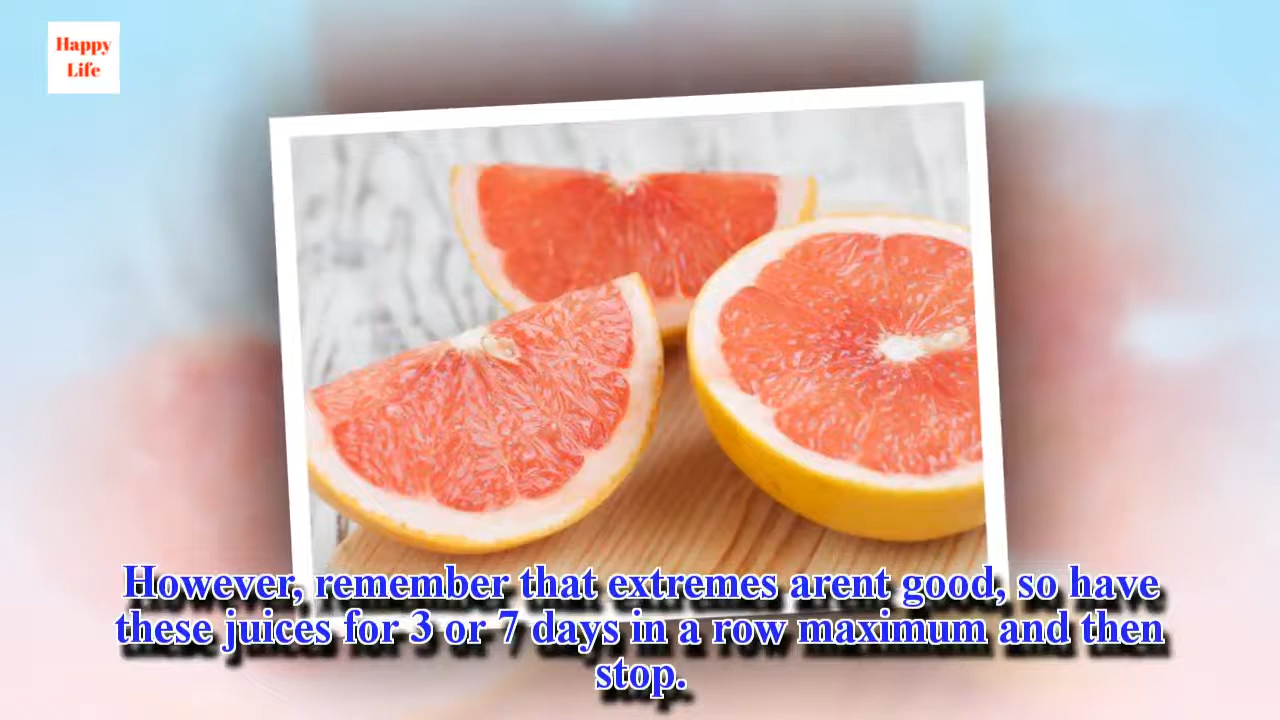 Happy
Life
However, remember that extremes arent good, so have
these juices for 3 or 7 days in a row maximum and then
stop.